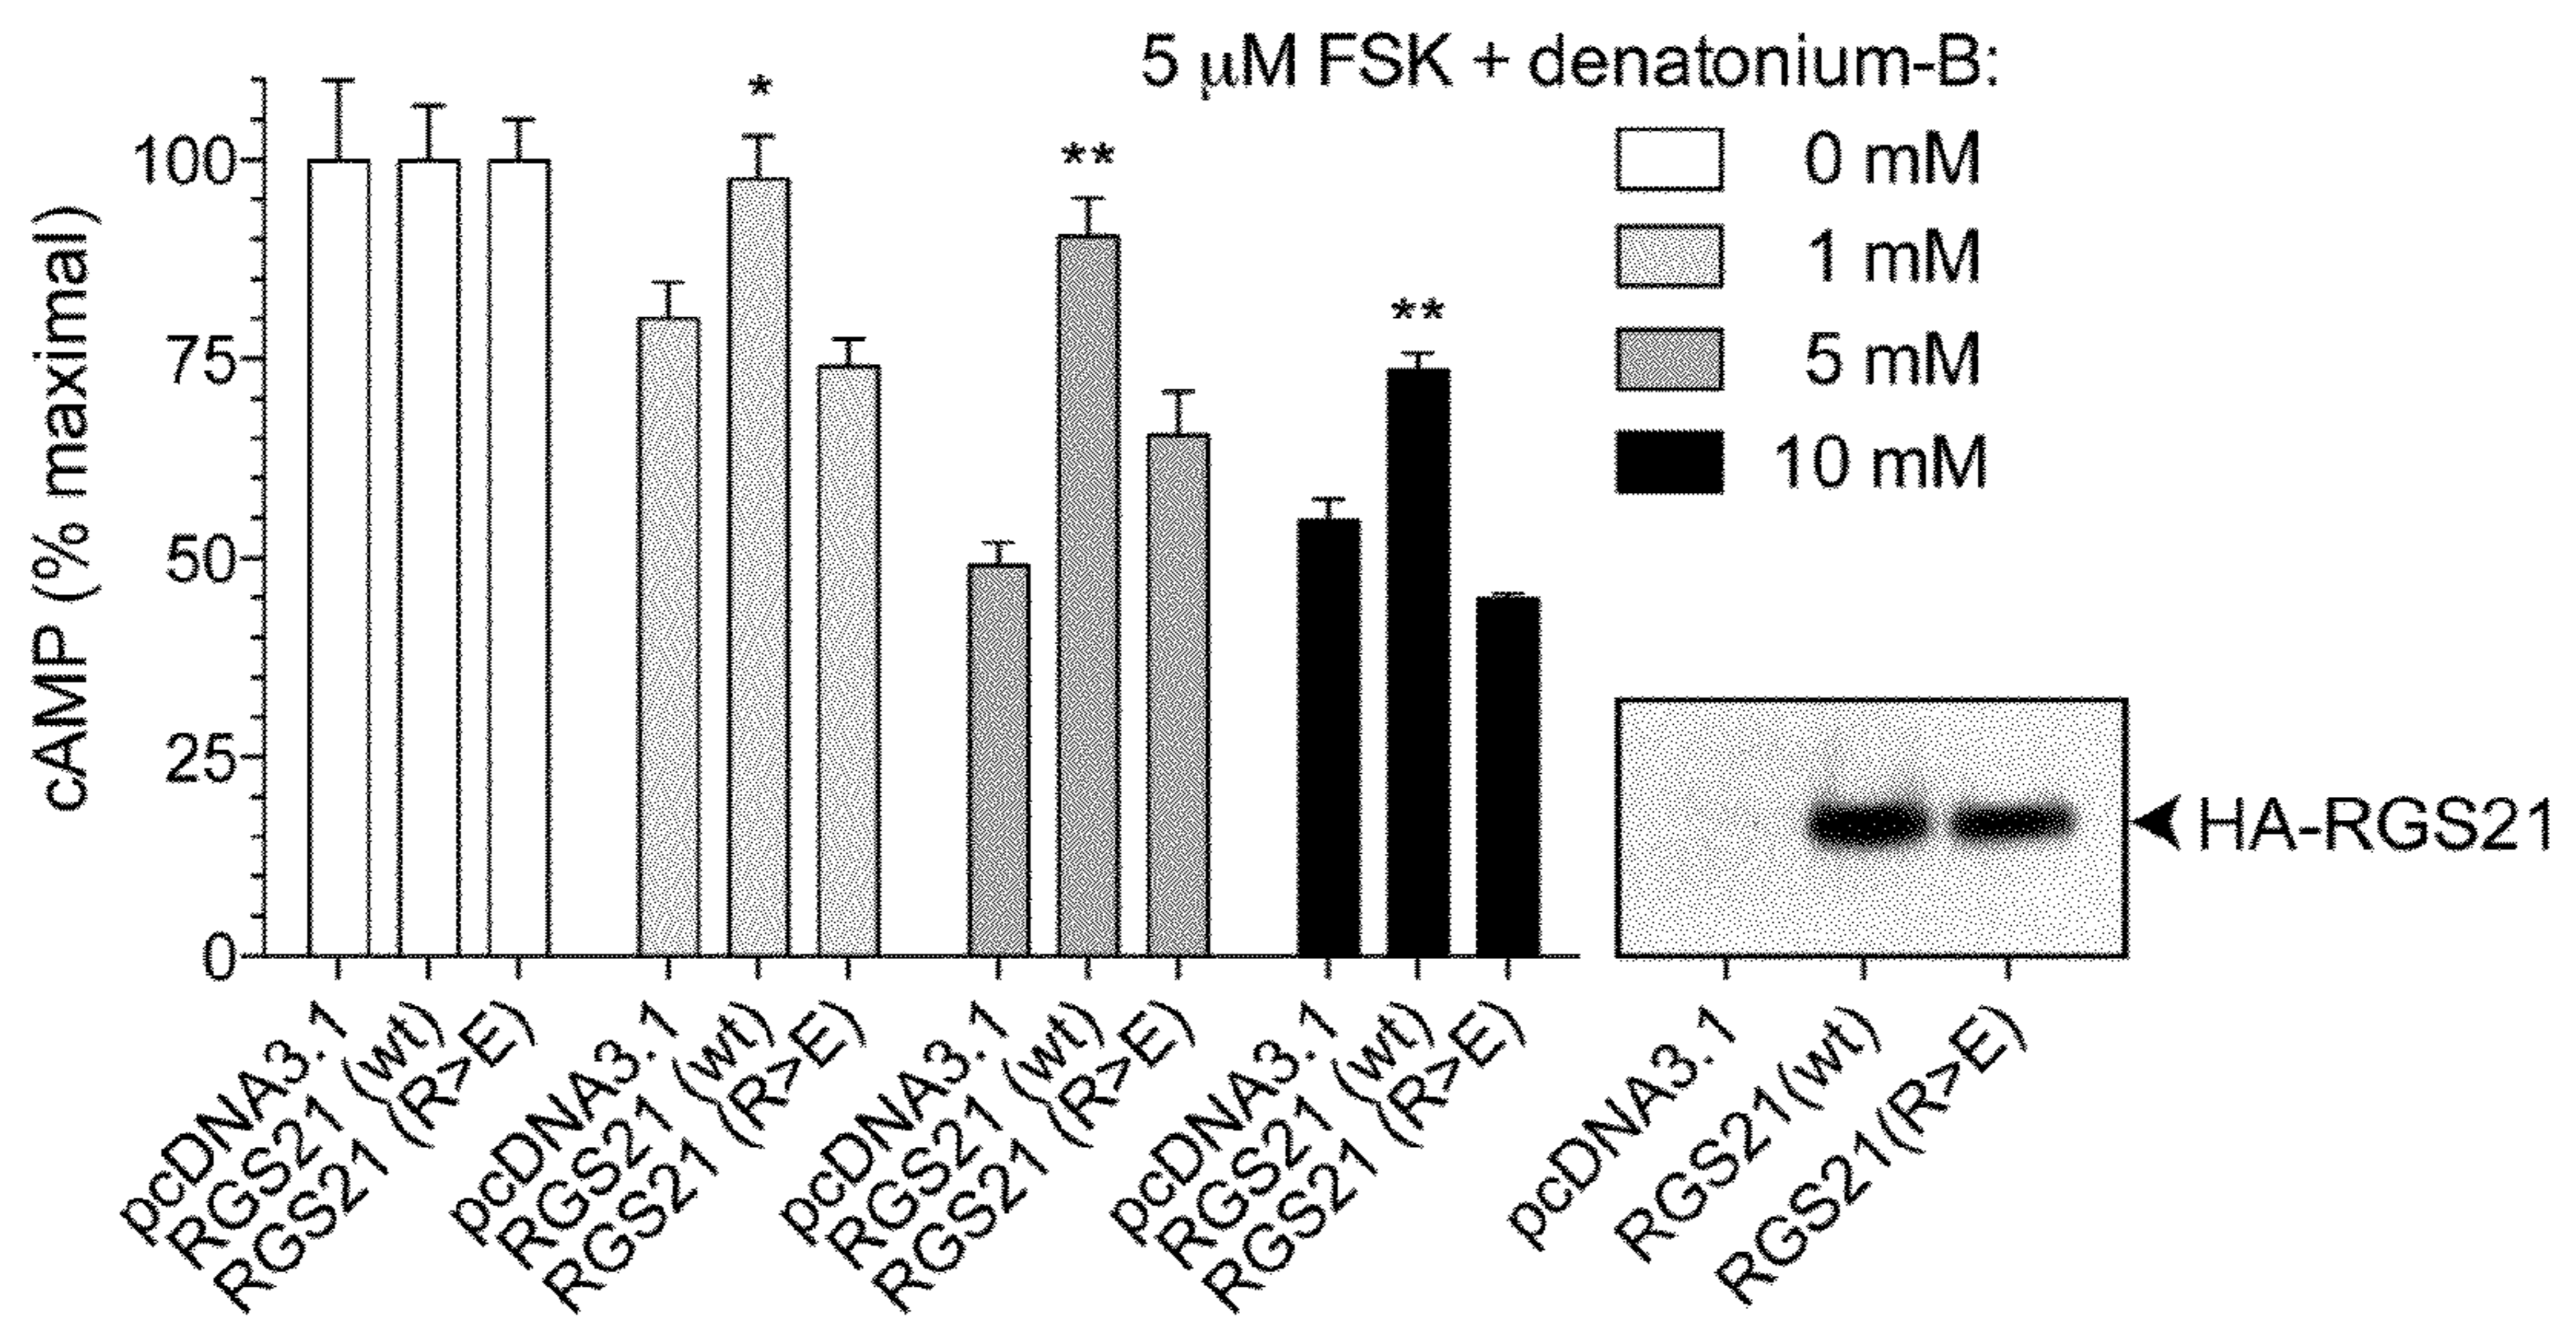 5 μM FSK + denatonium-B:
0 mM
1 mM
5 mM
10 mM
* ** **
cAMP (% maximal)
100
75
50
25
0
pcDNA3.1
RGS21 (wt)
RGS21 (R>E)
pcDNA3.1
RGS21 (wt)
RGS21 (R>E)
pcDNA3.1
RGS21 (wt)
RGS21 (R>E)
pcDNA3.1
RGS21 (wt)
RGS21 (R>E)
HA-RGS21
pcDNA3.1
RGS21(wt)
RGS21(R>E)